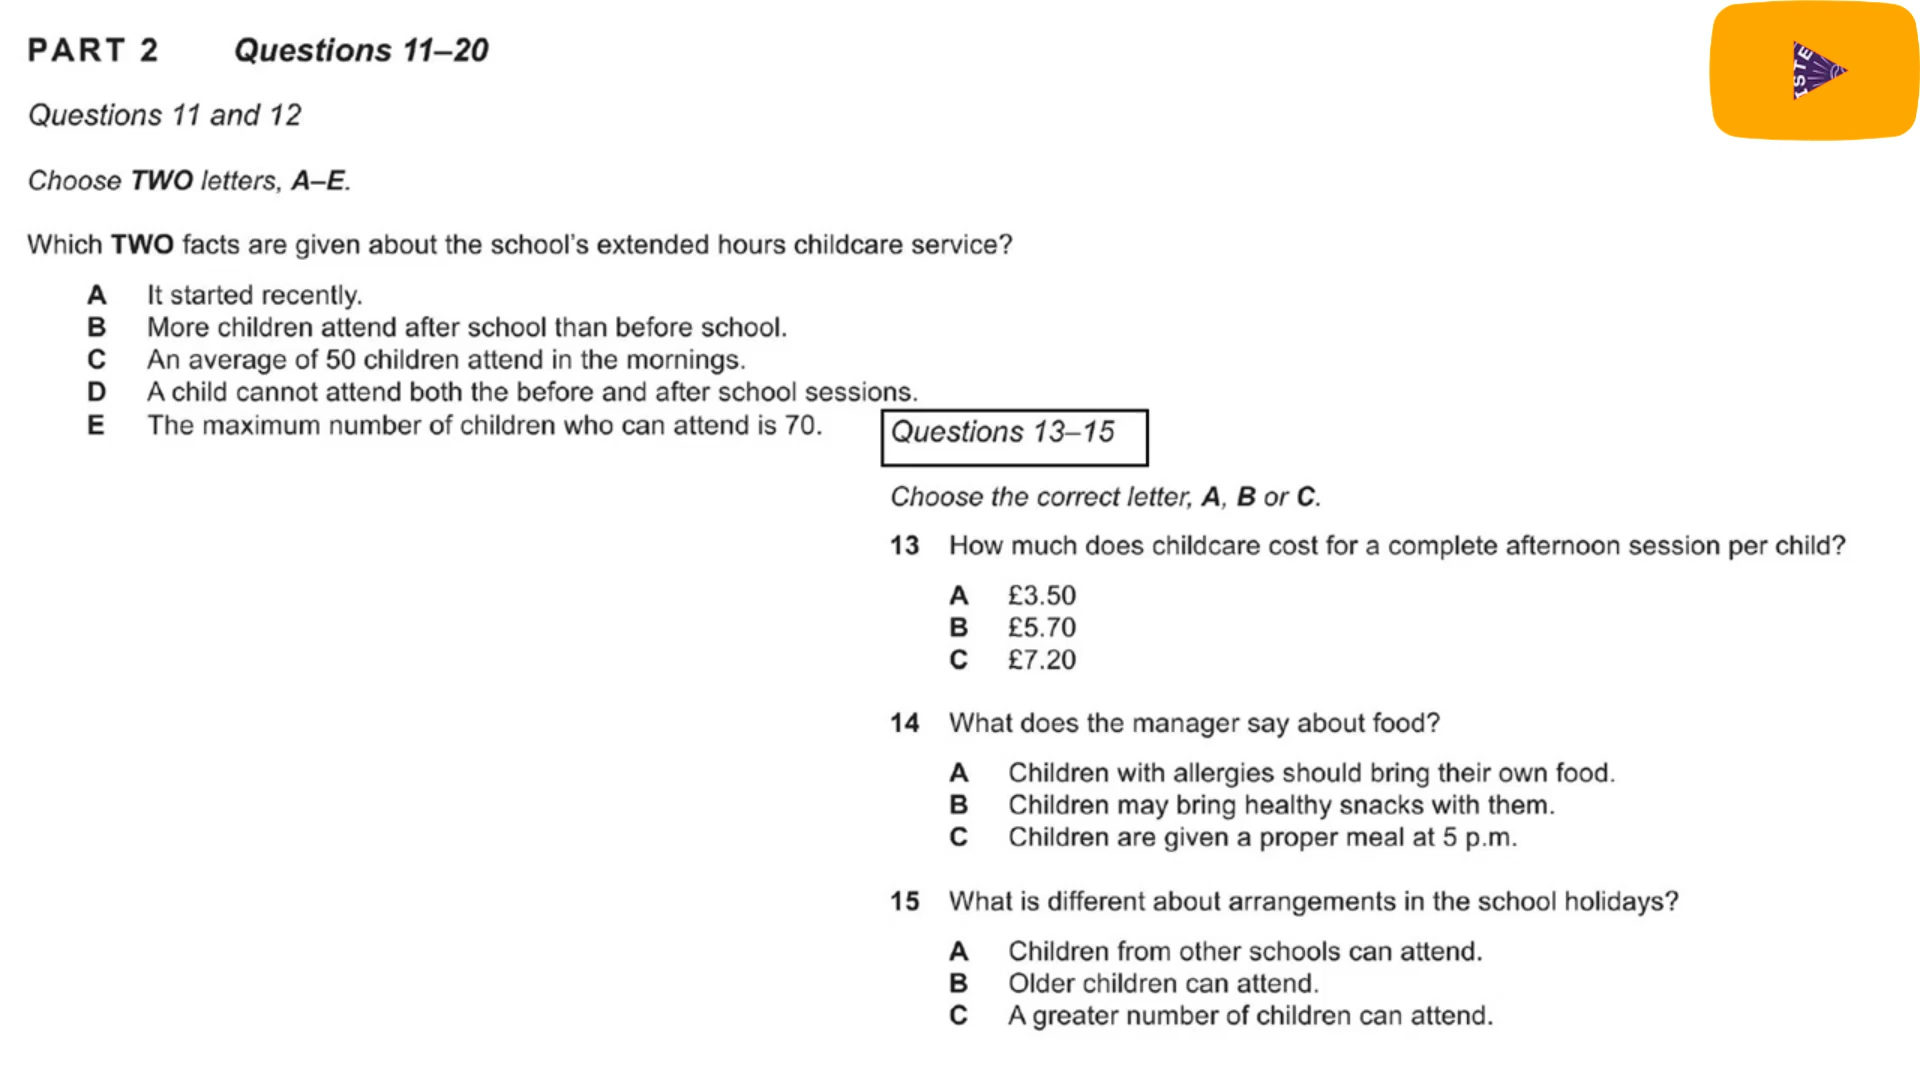 PART 2 Questions 11–20
Questions 11 and 12
Choose TWO letters, A–E.
Which TWO facts are given about the school's extended hours childcare service?
A It started recently.
B More children attend after school than before school.
C An average of 50 children attend in the mornings.
D A child cannot attend both the before and after school sessions.
E The maximum number of children who can attend is 70.
Questions 13–15
Choose the correct letter, A, B or C.
13 How much does childcare cost for a complete afternoon session per child?
A £3.50
B £5.70
C £7.20
14 What does the manager say about food?
A Children with allergies should bring their own food.
B Children may bring healthy snacks with them.
C Children are given a proper meal at 5 p.m.
15 What is different about arrangements in the school holidays?
A Children from other schools can attend.
B Older children can attend.
C A greater number of children can attend.